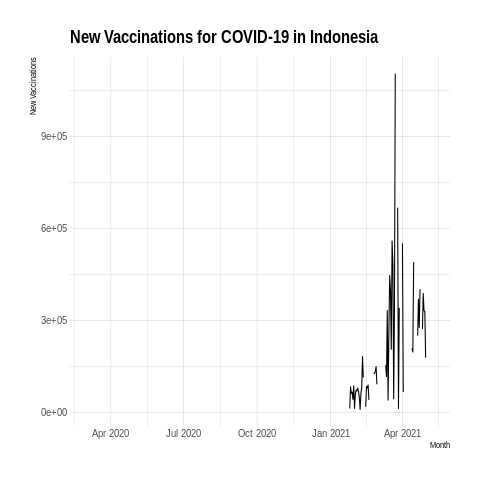 New Vaccinations for COVID-19 in Indonesia
New Vaccinations
9e+05
6e+05
3e+05
0e+00
Apr 2020 Jul 2020 Oct 2020 Jan 2021 Apr 2021
Month